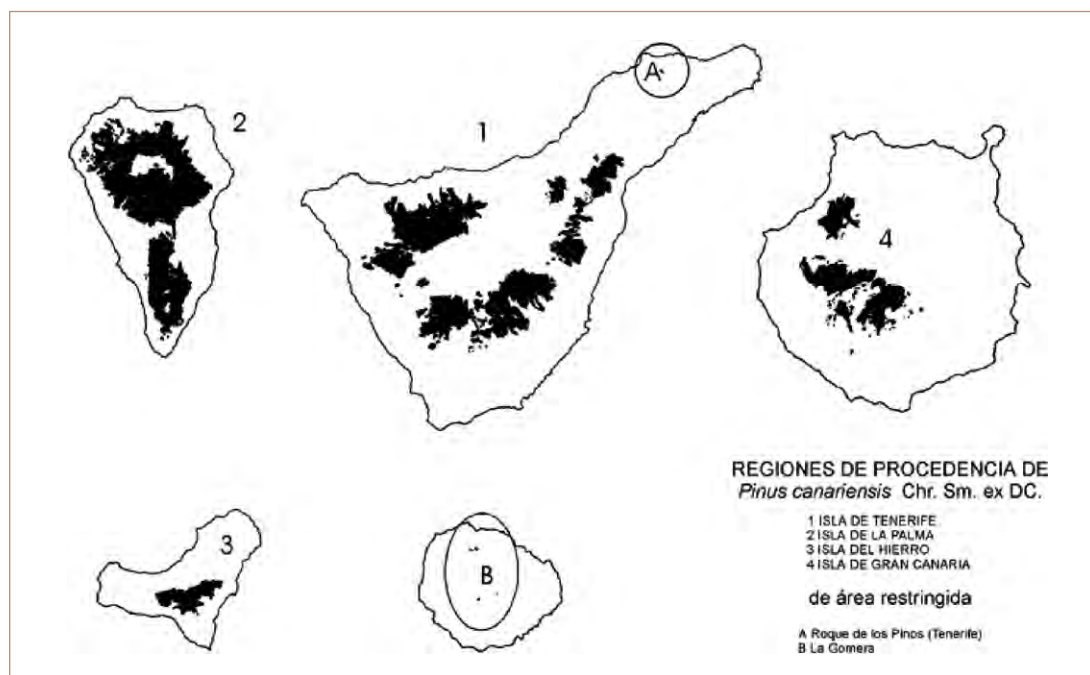 A
2
1
4
3
B
REGIONES DE PROCEDENCIA DE
Pinus canariensis Chr. Sm. ex DC.
1 ISLA DE TENERIFE
2 ISLA DE LA PALMA
3 ISLA DEL HIERRO
4 ISLA DE GRAN CANARIA
de área restringida
A Roque de los Pinos (Tenerife)
B La Gomera